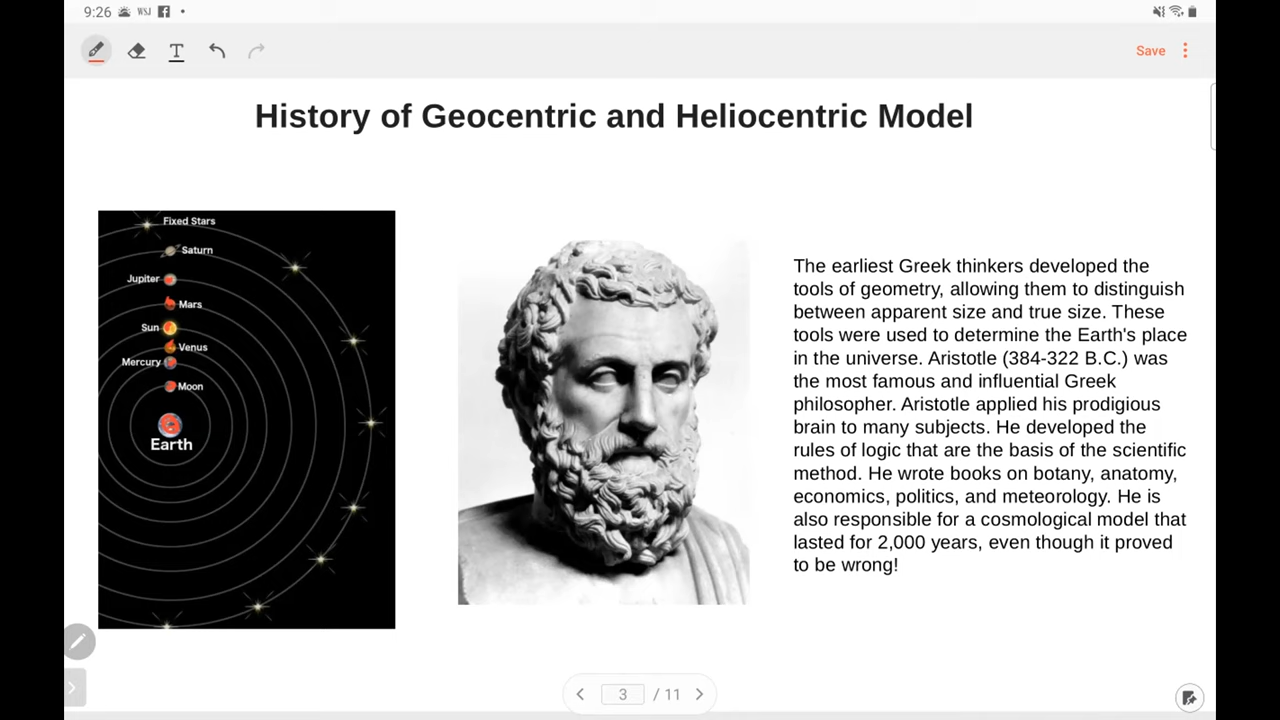 9:26 WSJ
Save
History of Geocentric and Heliocentric Model
Fixed Stars
Saturn
Jupiter
Mars
Sun
Venus
Mercury
Moon
Earth
The earliest Greek thinkers developed the
tools of geometry, allowing them to distinguish
between apparent size and true size. These
tools were used to determine the Earth's place
in the universe. Aristotle (384-322 B.C.) was
the most famous and influential Greek
philosopher. Aristotle applied his prodigious
brain to many subjects. He developed the
rules of logic that are the basis of the scientific
method. He wrote books on botany, anatomy,
economics, politics, and meteorology. He is
also responsible for a cosmological model that
lasted for 2,000 years, even though it proved
to be wrong!
3 / 11